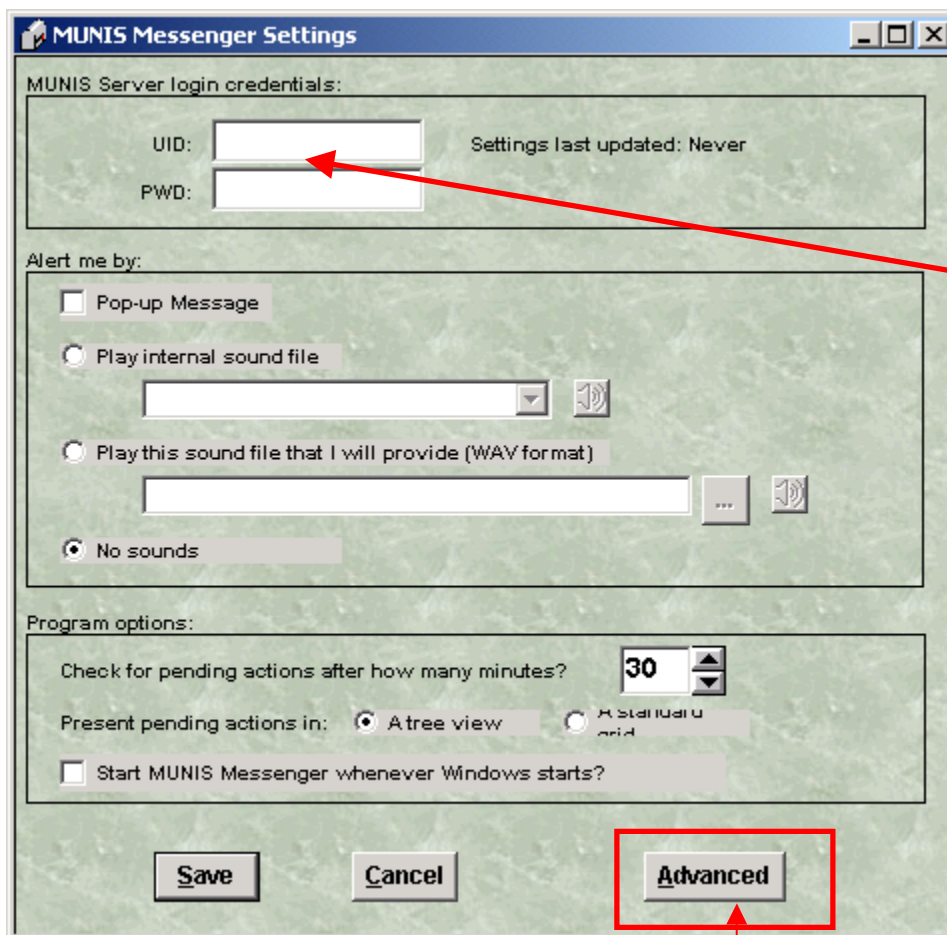 MUNIS Messenger Settings
MUNIS Server login credentials:
UID:
Settings last updated: Never
PWD:
Alert me by:
Pop-up Message
Play internal sound file
Play this sound file that I will provide (WAV format)
...
No sounds
Program options:
Check for pending actions after how many minutes?
30
Present pending actions in:
A tree view
A standard
grid
Start MUNIS Messenger whenever Windows starts?
Save
Cancel
Advanced